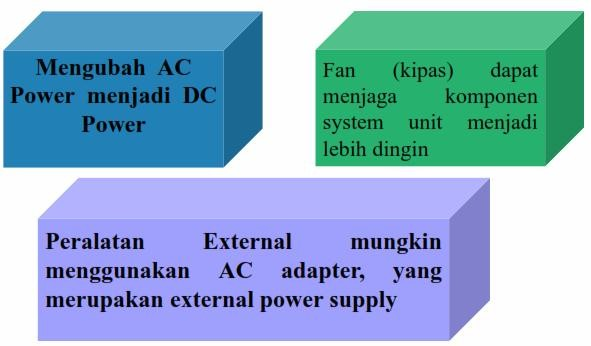 Mengubah AC
Power menjadi DC
Power
Fan (kipas) dapat
menjaga komponen
system unit menjadi
lebih dingin
Peralatan External mungkin
menggunakan AC adapter, yang
merupakan external power supply